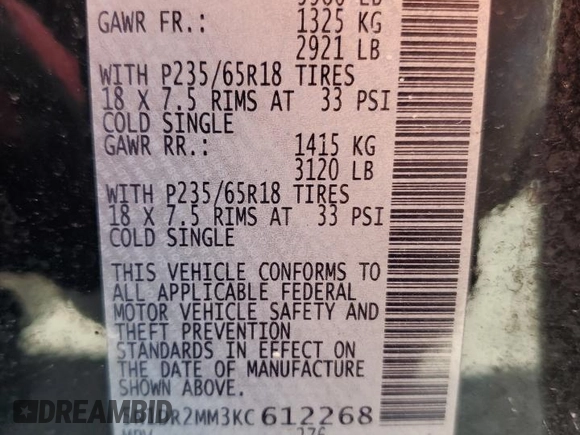 GAWR FR.: 1325 KG
2921 LB
WITH P235/65R18 TIRES
18 X 7.5 RIMS AT 33 PSI
COLD SINGLE
GAWR RR.: 1415 KG
3120 LB
WITH P235/65R18 TIRES
18 X 7.5 RIMS AT 33 PSI
COLD SINGLE
THIS VEHICLE CONFORMS TO
ALL APPLICABLE FEDERAL
MOTOR VEHICLE SAFETY AND
THEFT PREVENTION
STANDARDS IN EFFECT ON
THE DATE OF MANUFACTURE
SHOWN ABOVE.
DREAMBID